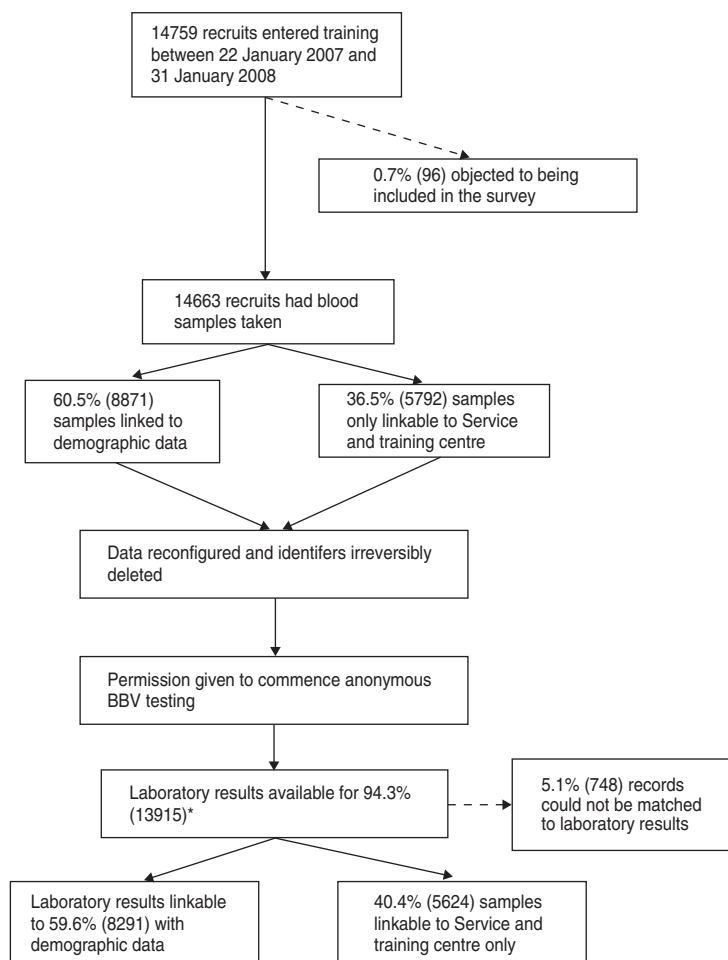 14759 recruits entered training
between 22 January 2007 and
31 January 2008
0.7% (96) objected to being
included in the survey
14663 recruits had blood
samples taken
60.5% (8871)
samples linked to
demographic data
36.5% (5792) samples
only linkable to Service
and training centre
Data reconfigured and identifers irreversibly
deleted
Permission given to commence anonymous
BBV testing
Laboratory results available for 94.3%
(13915)*
5.1% (748) records
could not be matched
to laboratory results
Laboratory results linkable
to 59.6% (8291) with
demographic data
40.4% (5624) samples
linkable to Service and
training centre only